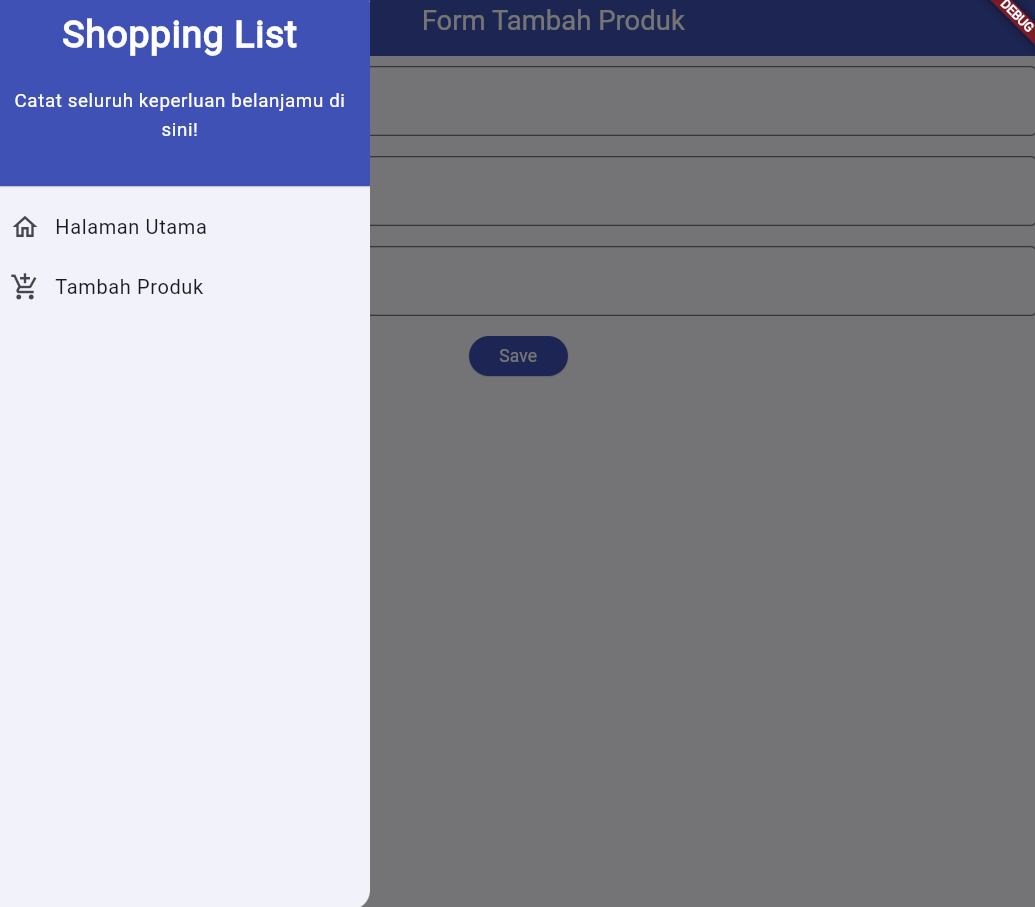 Shopping List
Catat seluruh keperluan belanjamu di
sini!
Halaman Utama
Tambah Produk
Form Tambah Produk
DEBUG
Save